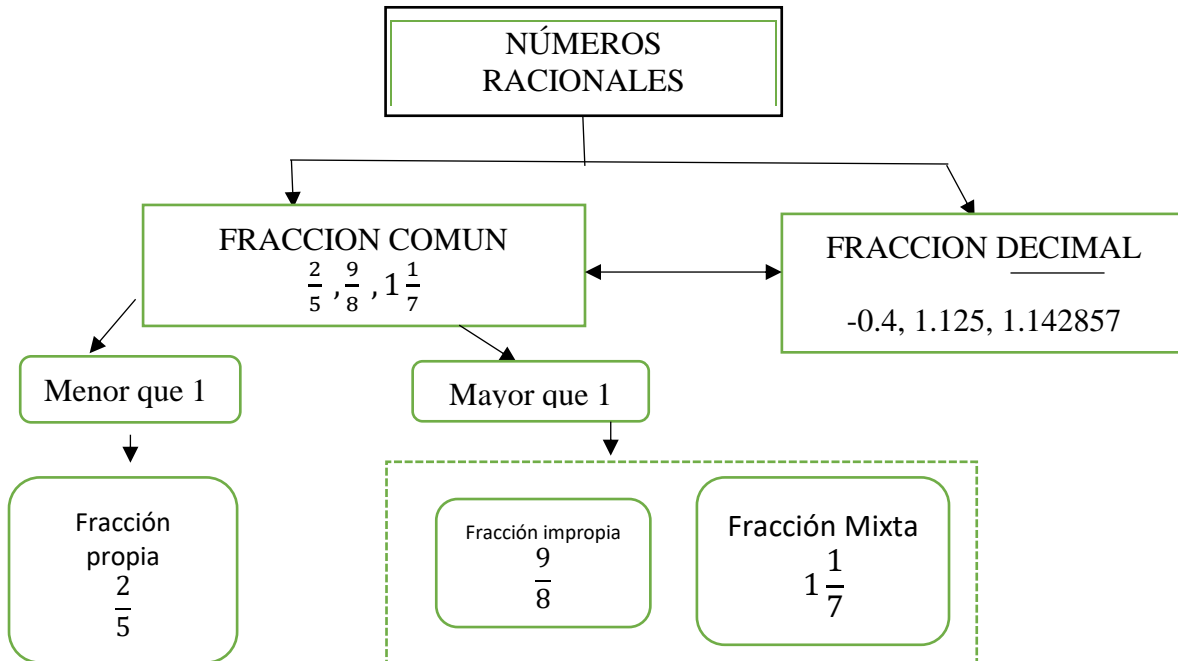 NÚMEROS
RACIONALES
FRACCION COMUN
2/5 , 9/8 , 1 1/7
FRACCION DECIMAL
-0.4, 1.125, 1.142857
Menor que 1
Mayor que 1
Fracción
propia
2/5
Fracción impropia
9/8
Fracción Mixta
1 1/7